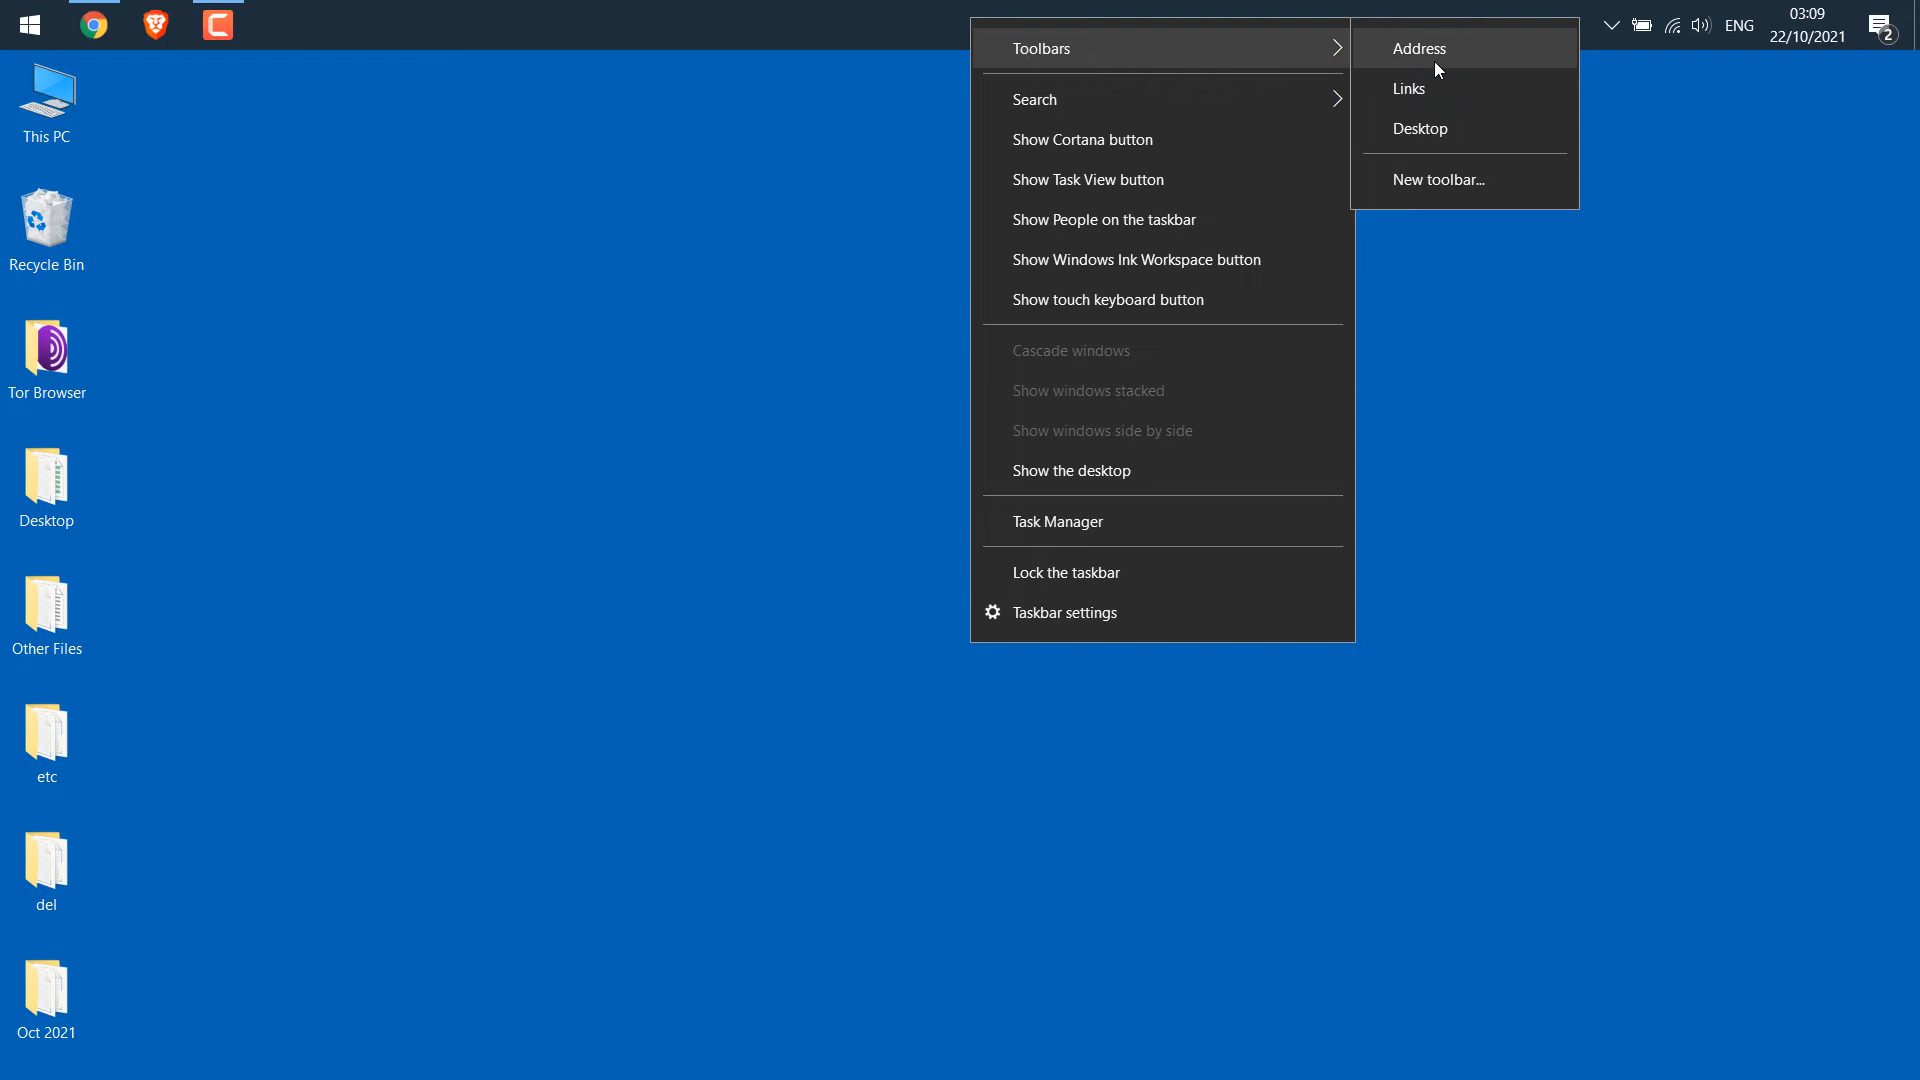 ENG
03:09
22/10/2021
2
This PC
Recycle Bin
Tor Browser
Desktop
Other Files
etc
del
Oct 2021
Toolbars
Search
Show Cortana button
Show Task View button
Show People on the taskbar
Show Windows Ink Workspace button
Show touch keyboard button
Cascade windows
Show windows stacked
Show windows side by side
Show the desktop
Task Manager
Lock the taskbar
Taskbar settings
Address
Links
Desktop
New toolbar...